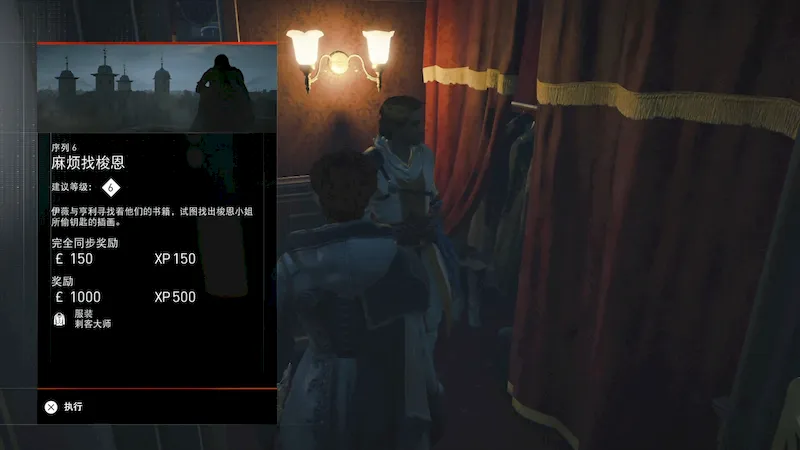 序列 6
麻烦找梭恩
建议等级： 6
伊薇与亨利寻找着他们的书籍，试图找出梭恩小姐
所偷钥匙的插画。
完全同步奖励
£ 150 XP 150
奖励
£ 1000 XP 500
服装
刺客大师
执行